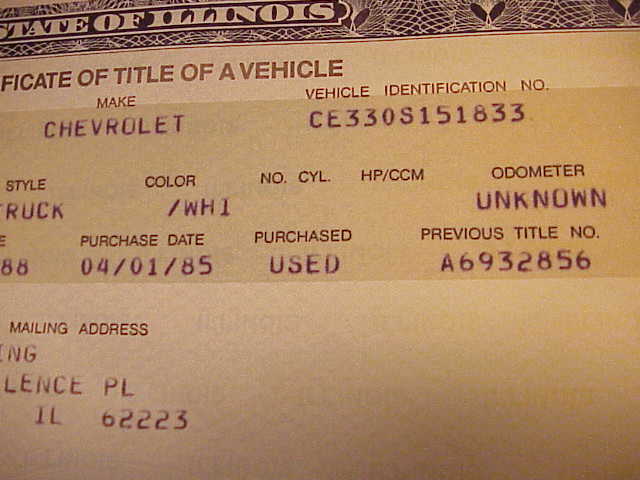 STATE OF ILLINOIS
FICATE OF TITLE OF A VEHICLE
MAKE VEHICLE IDENTIFICATION NO.
CHEVROLET CE330S151833
STYLE COLOR NO. CYL. HP/CCM ODOMETER
TRUCK /WHI UNKNOWN
E PURCHASE DATE PURCHASED PREVIOUS TITLE NO.
88 04/01/85 USED A6932856
MAILING ADDRESS
ING
LENCE PL
IL 62223